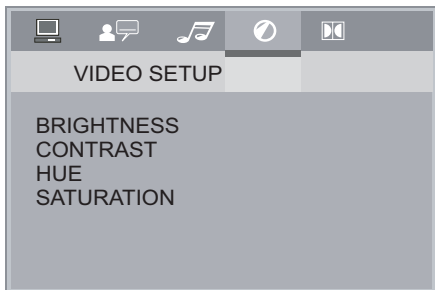 VIDEO SETUP
BRIGHTNESS
CONTRAST
HUE
SATURATION